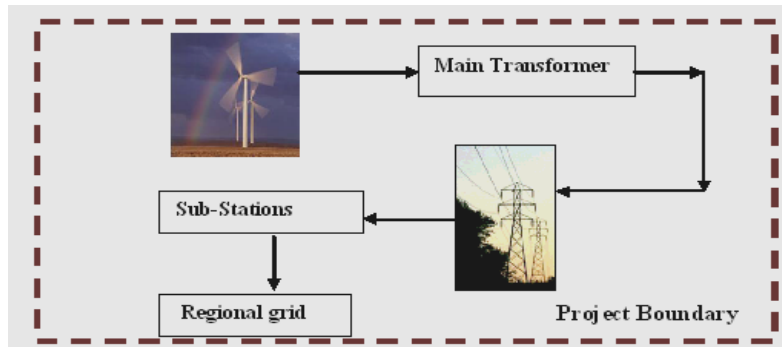 Main Transformer
Sub-Stations
Regional grid
Project Boundary